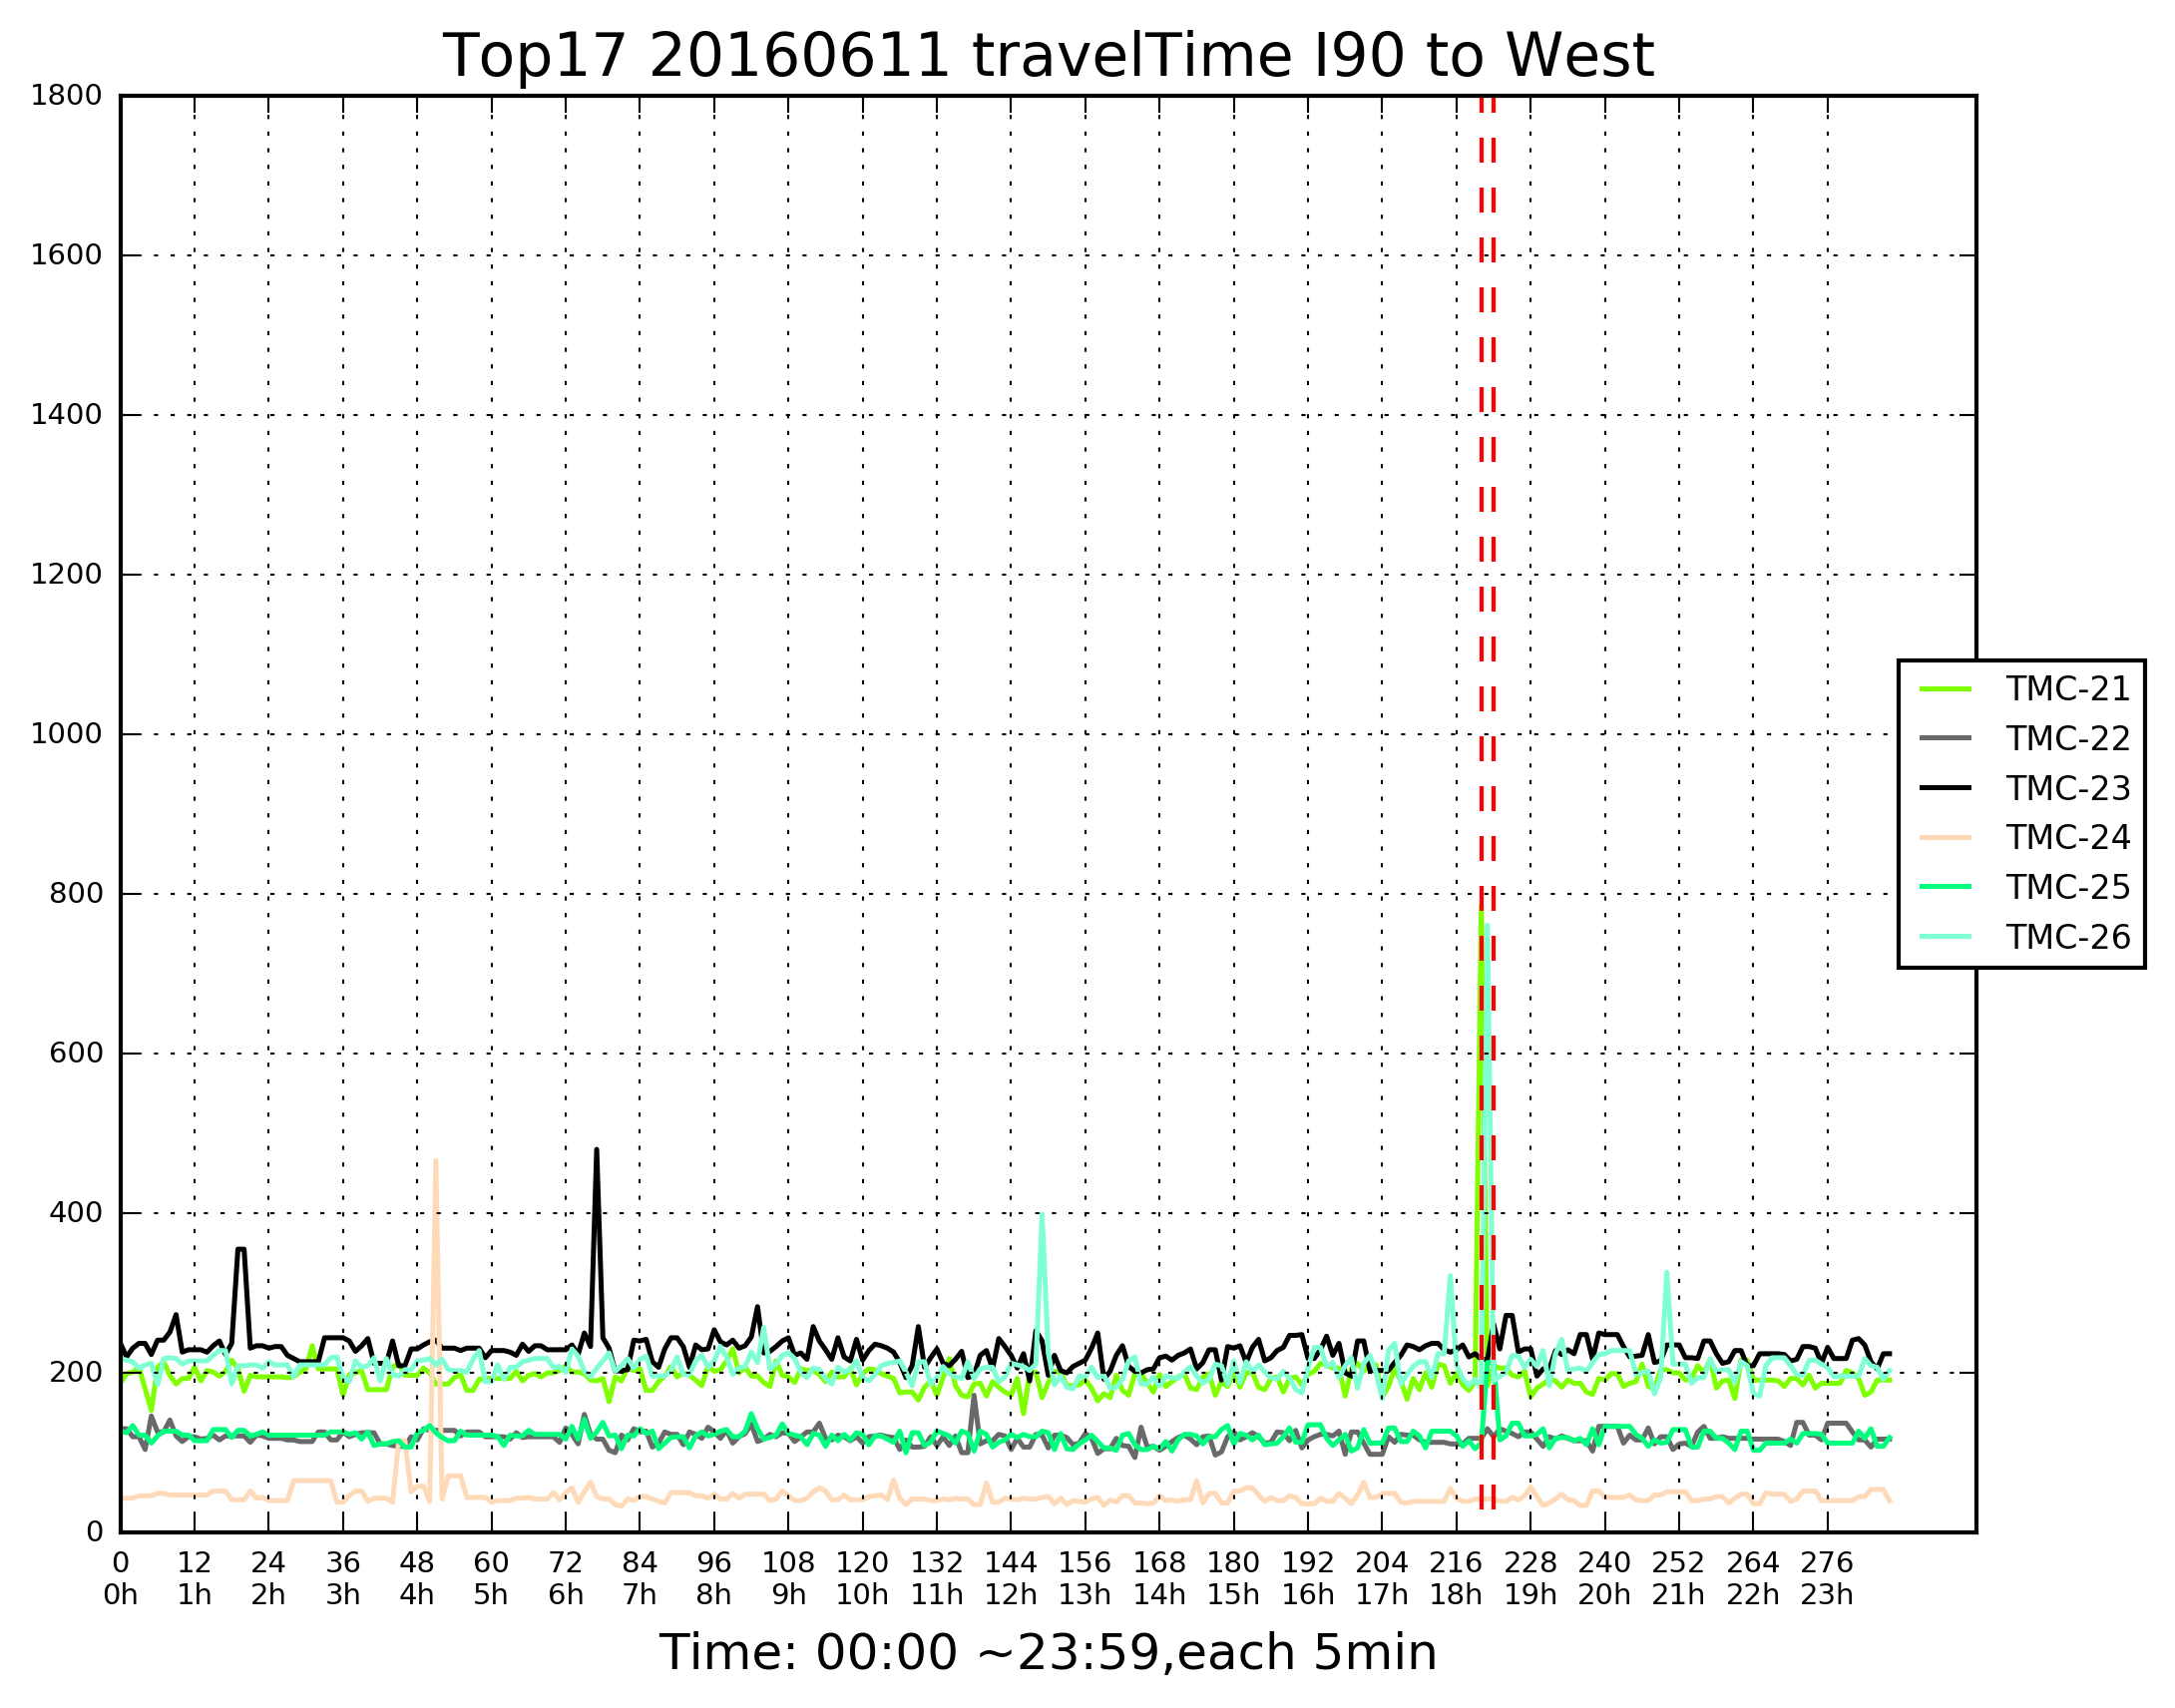 Top17 20160611 travelTime I90 to West
1800
1600
1400
1200
1000
800
600
400
200
0
TMC-21
TMC-22
TMC-23
TMC-24
TMC-25
TMC-26
0 12 24 36 48 60 72 84 96 108 120 132 144 156 168 180 192 204 216 228 240 252 264 276
0h 1h 2h 3h 4h 5h 6h 7h 8h 9h 10h 11h 12h 13h 14h 15h 16h 17h 18h 19h 20h 21h 22h 23h
Time: 00:00 ~23:59,each 5min